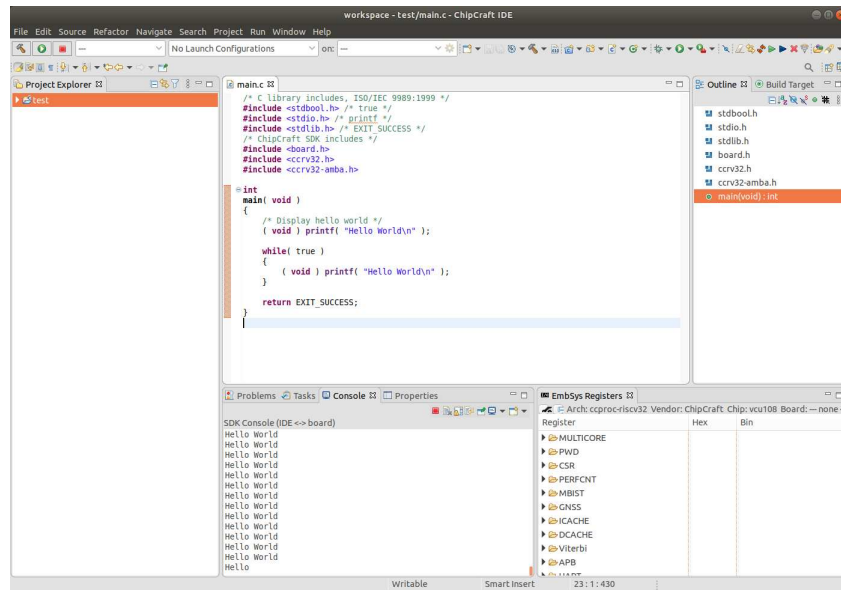 workspace - test/main.c - ChipCraft IDE
File Edit Source Refactor Navigate Search Project Run Window Help
— No Launch Configurations on: —
Project Explorer
test
main.c
/* C library includes, ISO/IEC 9989:1999 */
#include <stdbool.h> /* true */
#include <stdio.h> /* printf */
#include <stdlib.h> /* EXIT_SUCCESS */
/* ChipCraft SDK includes */
#include <board.h>
#include <ccrv32.h>
#include <ccrv32-amba.h>
int
main( void )
{
/* Display hello world */
( void ) printf( "Hello World\n" );
while( true )
{
( void ) printf( "Hello World\n" );
}
return EXIT_SUCCESS;
}
Outline Build Target
stdbool.h
stdio.h
stdlib.h
board.h
ccrv32.h
ccrv32-amba.h
main(void) : int
Problems Tasks Console Properties
SDK Console (IDE <-> board)
Hello World
Hello World
Hello World
Hello World
Hello World
Hello World
Hello World
Hello World
Hello World
Hello World
Hello World
Hello World
Hello World
Hello
EmbSys Registers
Arch: ccproc-riscv32 Vendor: ChipCraft Chip: vcu108 Board: — none
Register Hex Bin
MULTICORE
PWD
CSR
PERFCNT
MBIST
GNSS
ICACHE
DCACHE
Viterbi
APB
UART
Writable Smart Insert 23 : 1 : 430